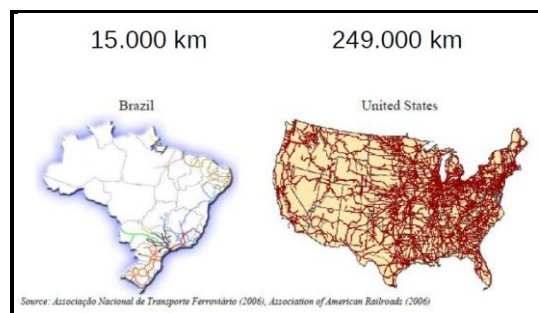 15.000 km 249.000 km
Brazil United States
Source: Associação Nacional de Transporte Ferroviário (2006), Association of American Railroads (2006)